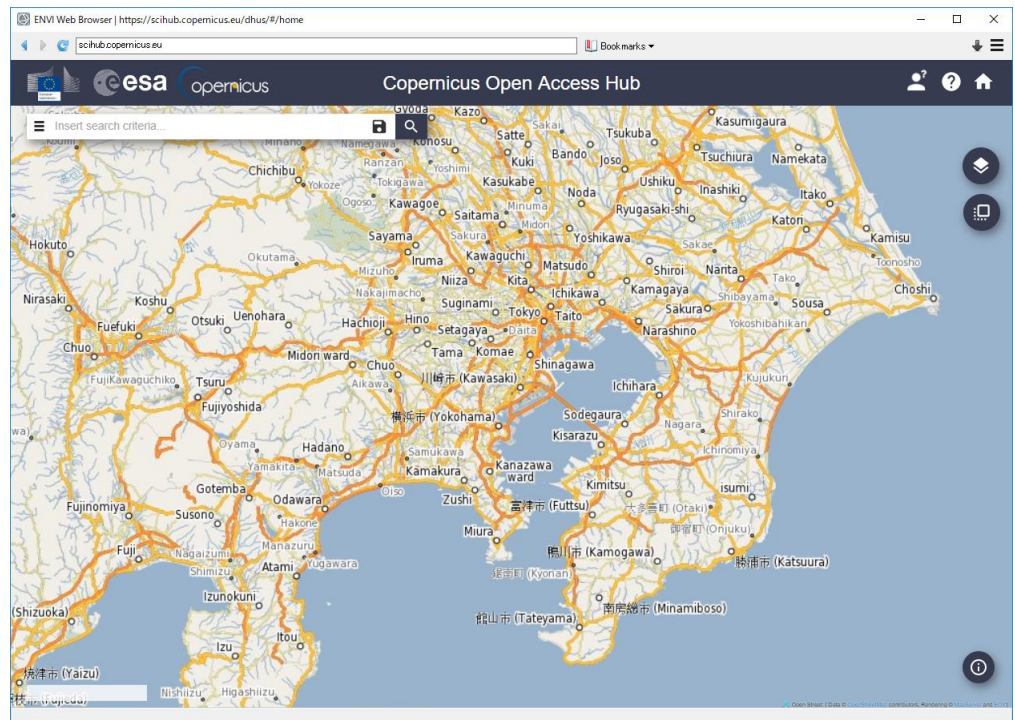 ENVI Web Browser | https://scihub.copernicus.eu/dhus/#/home
scihub.copernicus.eu
Bookmarks
esa
opernicus
Copernicus Open Access Hub
Insert search criteria...
Gyoda
Kazo
Sakai
Kasumigaura
Minano
Namegawa
Konosu
Satte
Tsukuba
Ranzan
Yoshimi
Kuki
Bando
Joso
Tsuchiura
Namekata
Chichibu
Yokoze
Tokigawa
Kasukabe
Noda
Ushiku
Inashiki
Itako
Ogose
Kawagoe
Saitama
Minuma
Midori
Ryugasaki-shi
Katori
Hokuto
Sayama
Sakura
Yoshikawa
Sakae
Kamisu
Okutama
Iruma
Kawaguchi
Matsudo
Toonosho
Mizuho
Niiza
Kita
Shiroi
Narita
Tako
Nirasaki
Koshu
Nakajimacho
Suginami
Ichikawa
Kamagaya
Shibayama
Sousa
Choshi
Fuefuki
Otsuki
Uenohara
Hachioji
Hino
Tokyo
Taito
Sakura
Setagaya
Daita
Narashino
Yokoshibahikari
Chuo
Midori ward
Chuo
Tama
Komae
Shinagawa
FujiKawaguchiko
Tsuru
Aikawa
川崎市 (Kawasaki)
Ichihara
Kujukuri
Fujiyoshida
横浜市 (Yokohama)
Sodegaura
Shirako
wa)
Oyama
Hadano
Samukawa
Kisarazu
Nagara
Yamakita
Matsuda
Kamakura
Kanazawa
ward
Ichinomiya
Gotemba
Odawara
Oiso
Zushi
Kimitsu
isumi
Fujinomiya
Susono
Hakone
富津市 (Futtsu)
大多喜町 (Otaki)
Miura
御宿町 (Onjuku)
Fuji
Nagaizumi
Manazuru
鴨川市 (Kamogawa)
勝浦市 (Katsuura)
Shimizu
Atami
Yugawara
鋸南町 (Kyonan)
Izunokuni
(Shizuoka)
館山市 (Tateyama)
南房総市 (Minamiboso)
Izu
Itou
焼津市 (Yaizu)
枝市 (Fujieda)
Nishiizu
Higashiizu